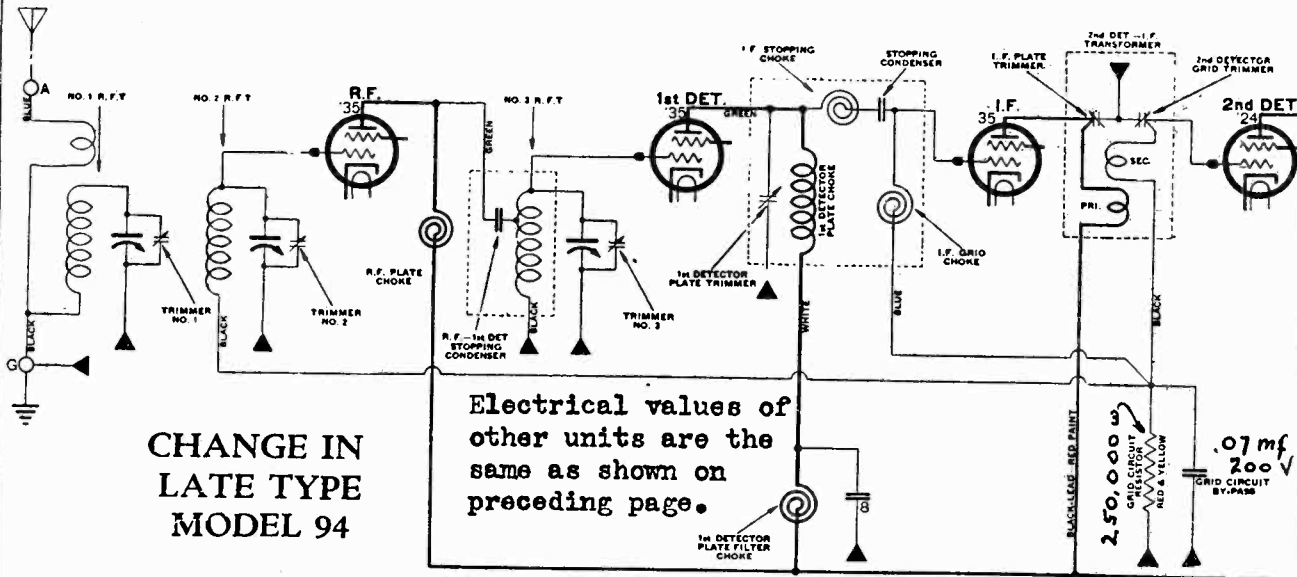 A
BLUE
NO. 1 R.F.T
TRIMMER
NO. 1
BLACK
G
NO. 2 R.F.T
TRIMMER
NO. 2
BLACK
R.F.
'35
R.F. PLATE
CHOKE
GREEN
NO. 3 R.F.T
BLACK
TRIMMER
NO. 3
R.F.—1st DET
STOPPING
CONDENSER
1st DET.
'35
GREEN
I.F. STOPPING
CHOKE
STOPPING
CONDENSER
1st DETECTOR
PLATE CHOKE
1st DETECTOR
PLATE TRIMMER
I.F. GRID
CHOKE
WHITE
BLUE
I.F.
35
I.F. PLATE
TRIMMER
2nd DET.—I.F.
TRANSFORMER
2nd DETECTOR
GRID TRIMMER
SEC.
PRI.
2nd DET
'24
BLACK
BLACK-LEAD RED PAINT
250,000 ω
GRID CIRCUIT
RESISTOR
RED & YELLOW
.07 mf
200 V
GRID CIRCUIT
BY-PASS
8
1st DETECTOR
PLATE FILTER
CHOKE
CHANGE IN
LATE TYPE
MODEL 94
Electrical values of
other units are the
same as shown on
preceding page.